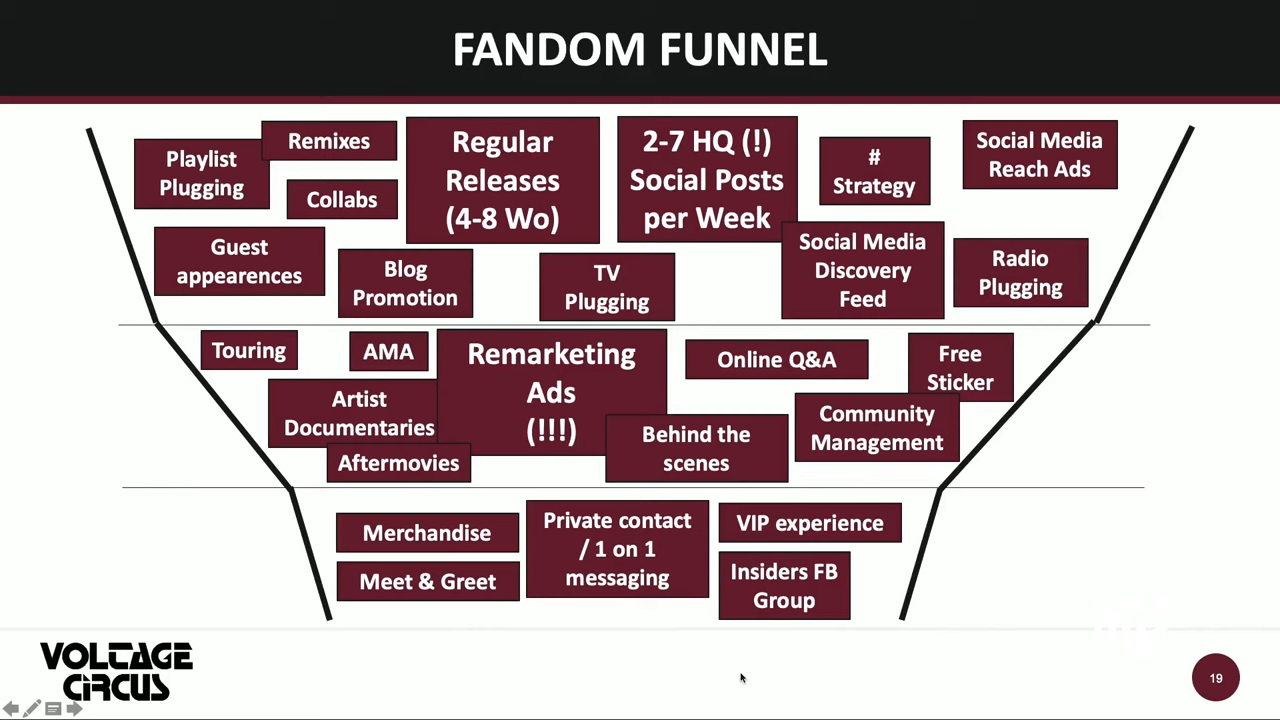 FANDOM FUNNEL
Playlist
Plugging
Remixes
Collabs
Regular
Releases
(4-8 Wo)
2-7 HQ (!)
Social Posts
per Week
#
Strategy
Social Media
Reach Ads
Guest
appearences
Blog
Promotion
TV
Plugging
Social Media
Discovery
Feed
Radio
Plugging
Touring
AMA
Remarketing
Ads
(!!!)
Online Q&A
Free
Sticker
Artist
Documentaries
Aftermovies
Behind the
scenes
Community
Management
Merchandise
Meet & Greet
Private contact
/ 1 on 1
messaging
VIP experience
Insiders FB
Group
VOLTAGE
CIRCUS
19